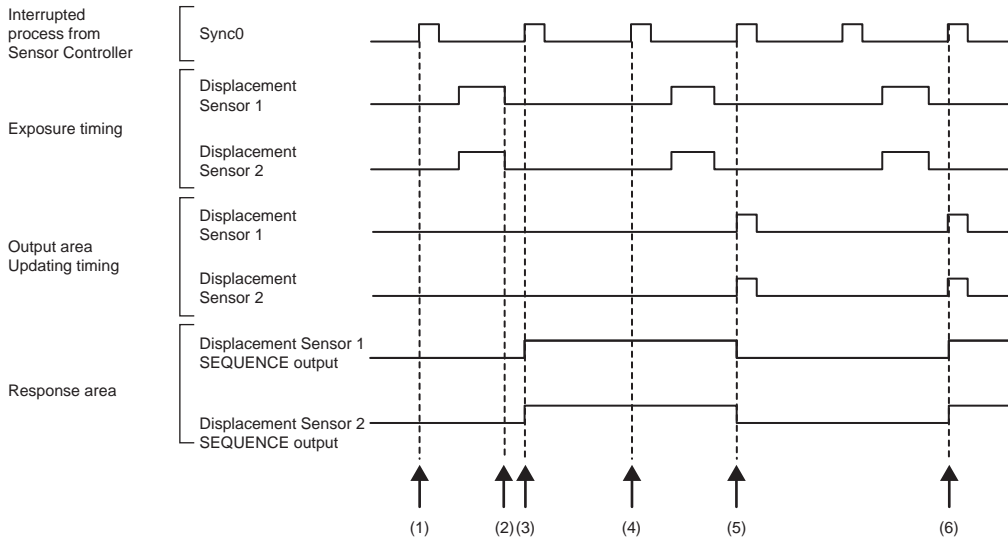 Interrupted
process from
Sensor Controller
Sync0
Exposure timing
Displacement
Sensor 1
Displacement
Sensor 2
Output area
Updating timing
Displacement
Sensor 1
Displacement
Sensor 2
Response area
Displacement Sensor 1
SEQUENCE output
Displacement Sensor 2
SEQUENCE output
(1) (2) (3) (4) (5) (6)